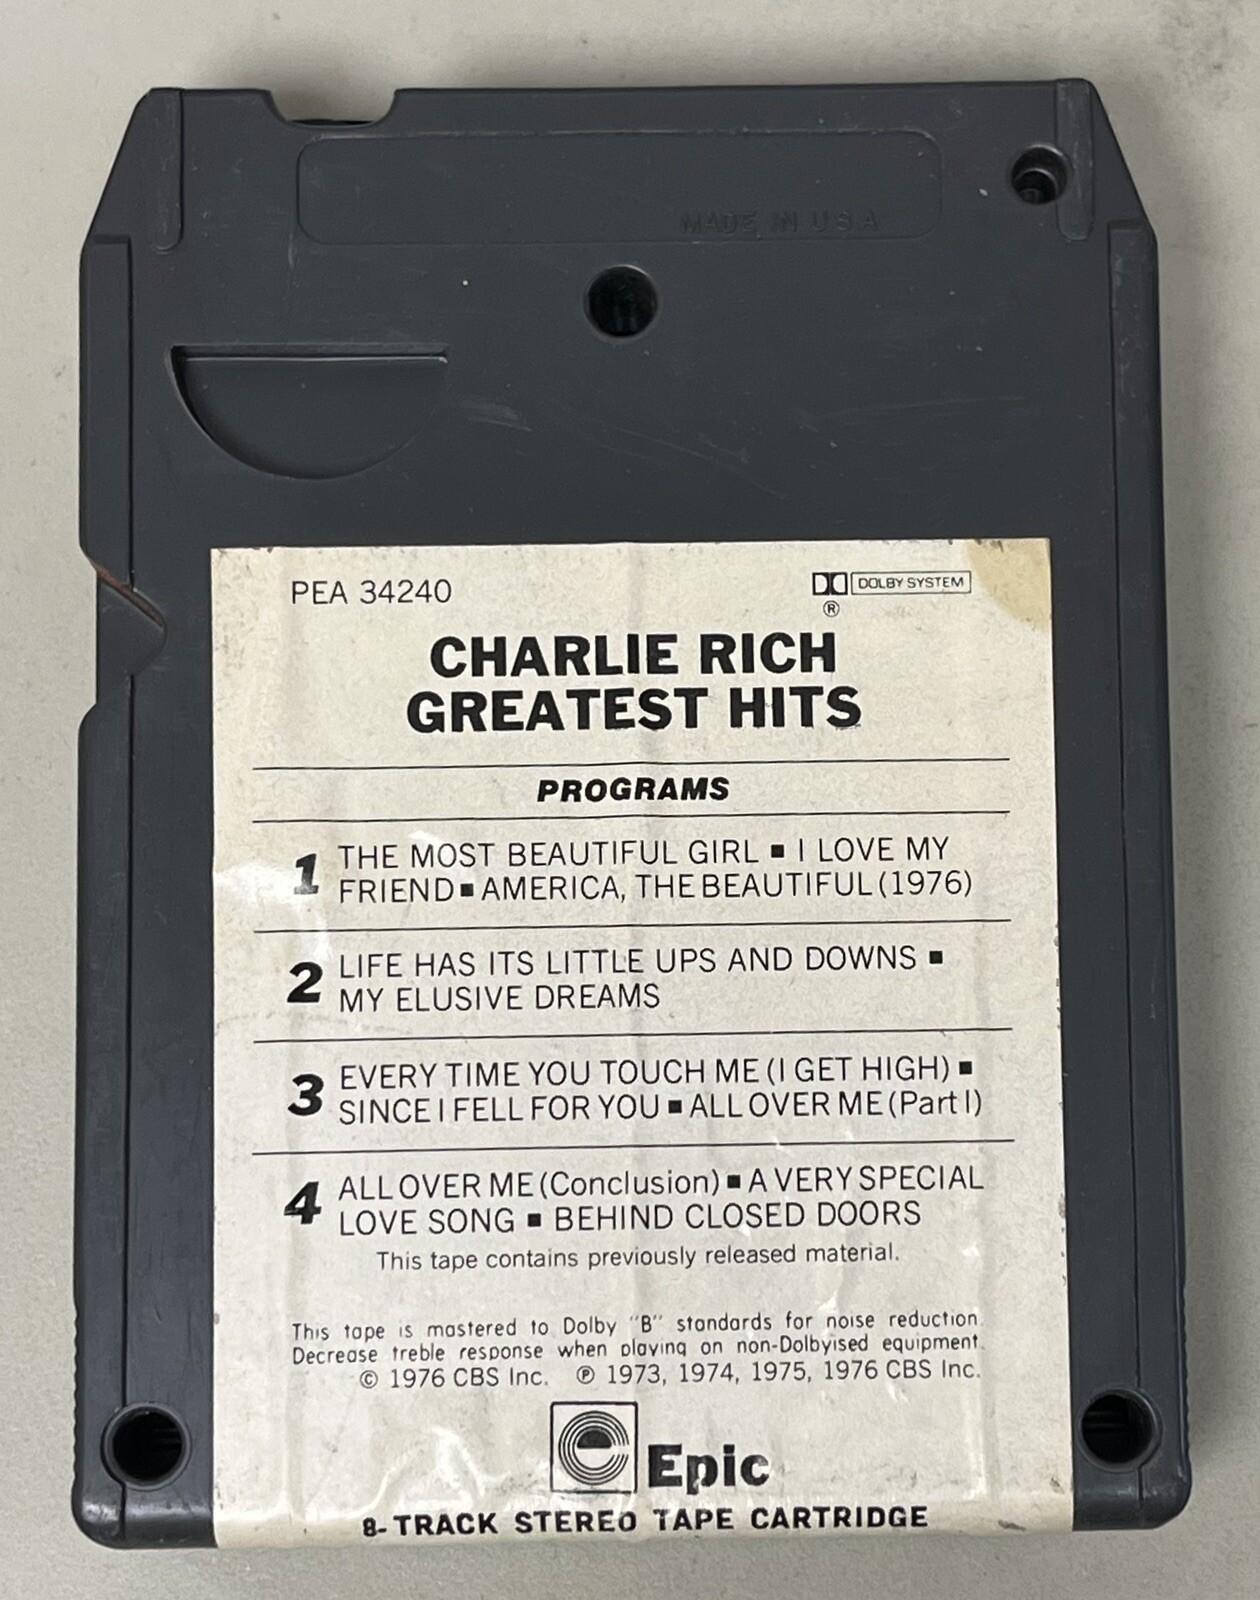 MADE IN U S A
PEA 34240
DOLBY SYSTEM
®
CHARLIE RICH
GREATEST HITS
PROGRAMS
1 THE MOST BEAUTIFUL GIRL ■ I LOVE MY
FRIEND ■ AMERICA, THE BEAUTIFUL (1976)
2 LIFE HAS ITS LITTLE UPS AND DOWNS ■
MY ELUSIVE DREAMS
3 EVERY TIME YOU TOUCH ME (I GET HIGH) ■
SINCE I FELL FOR YOU ■ ALL OVER ME (Part I)
4 ALL OVER ME (Conclusion) ■ A VERY SPECIAL
LOVE SONG ■ BEHIND CLOSED DOORS
This tape contains previously released material.
This tape is mastered to Dolby "B" standards for noise reduction.
Decrease treble response when playing on non-Dolbyised equipment.
© 1976 CBS Inc. ℗ 1973, 1974, 1975, 1976 CBS Inc.
e Epic
8-TRACK STEREO TAPE CARTRIDGE